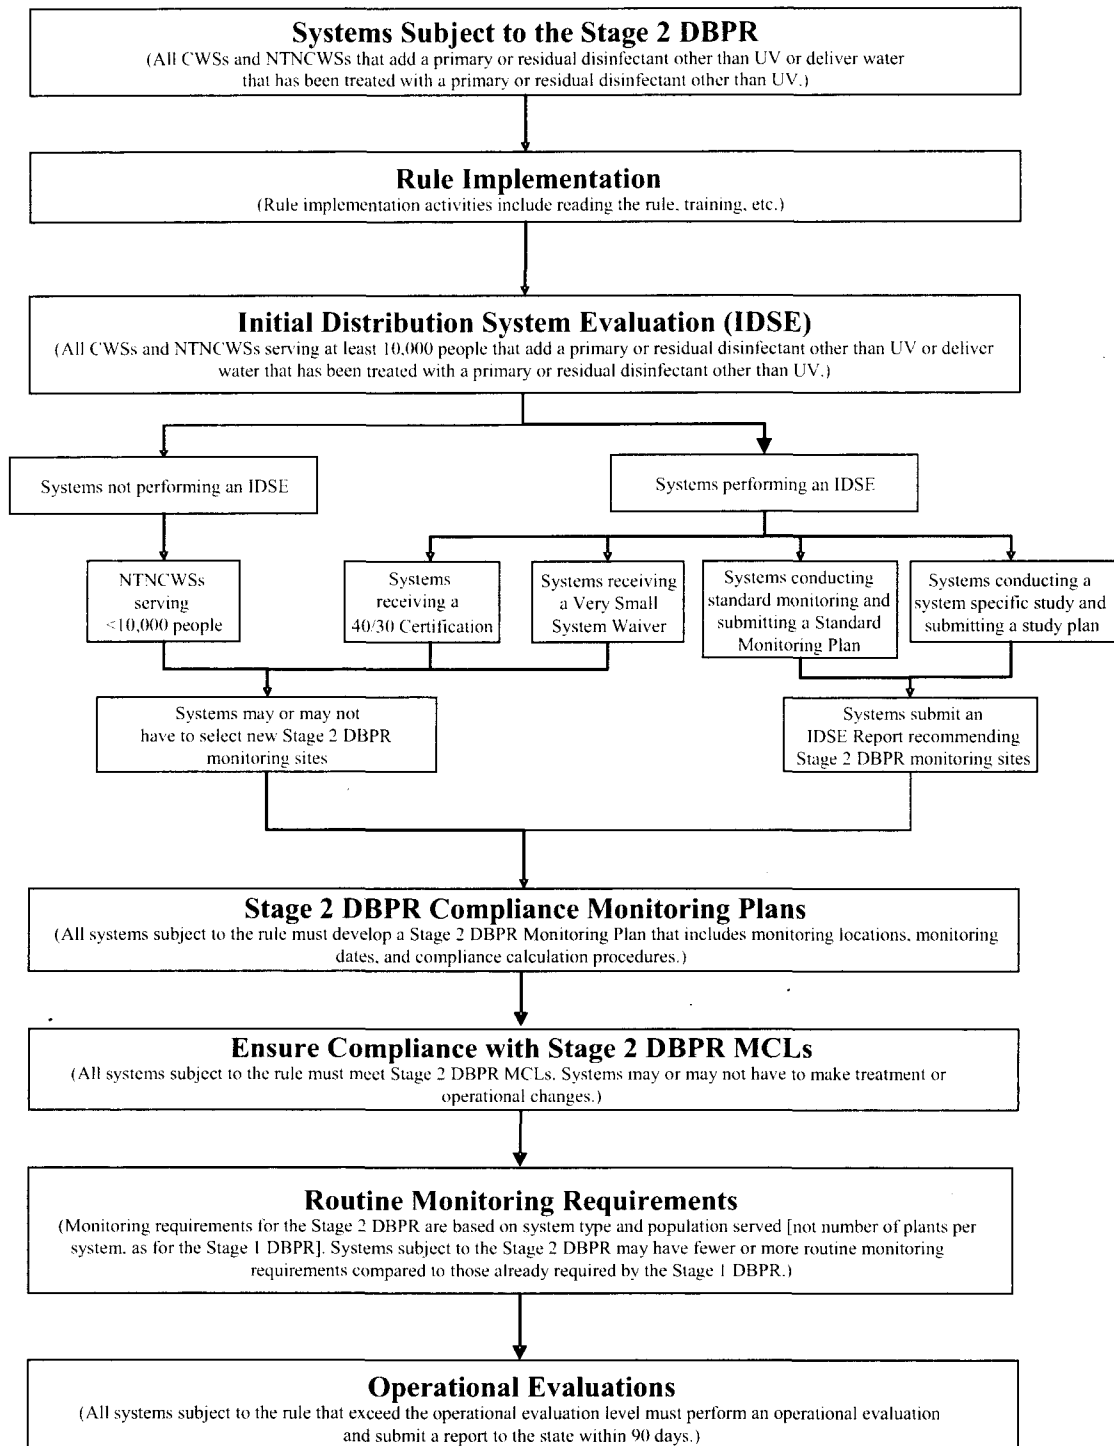 Systems Subject to the Stage 2 DBPR
(All CWSs and NTNCWSs that add a primary or residual disinfectant other than UV or deliver water
that has been treated with a primary or residual disinfectant other than UV.)
Rule Implementation
(Rule implementation activities include reading the rule, training, etc.)
Initial Distribution System Evaluation (IDSE)
(All CWSs and NTNCWSs serving at least 10,000 people that add a primary or residual disinfectant other than UV or deliver
water that has been treated with a primary or residual disinfectant other than UV.)
Systems not performing an IDSE
Systems performing an IDSE
NTNCWSs
serving
<10,000 people
Systems
receiving a
40/30 Certification
Systems receiving
a Very Small
System Waiver
Systems conducting
standard monitoring and
submitting a Standard
Monitoring Plan
Systems conducting a
system specific study and
submitting a study plan
Systems may or may not
have to select new Stage 2 DBPR
monitoring sites
Systems submit an
IDSE Report recommending
Stage 2 DBPR monitoring sites
Stage 2 DBPR Compliance Monitoring Plans
(All systems subject to the rule must develop a Stage 2 DBPR Monitoring Plan that includes monitoring locations, monitoring
dates, and compliance calculation procedures.)
Ensure Compliance with Stage 2 DBPR MCLs
(All systems subject to the rule must meet Stage 2 DBPR MCLs. Systems may or may not have to make treatment or
operational changes.)
Routine Monitoring Requirements
(Monitoring requirements for the Stage 2 DBPR are based on system type and population served [not number of plants per
system, as for the Stage 1 DBPR]. Systems subject to the Stage 2 DBPR may have fewer or more routine monitoring
requirements compared to those already required by the Stage 1 DBPR.)
Operational Evaluations
(All systems subject to the rule that exceed the operational evaluation level must perform an operational evaluation
and submit a report to the state within 90 days.)